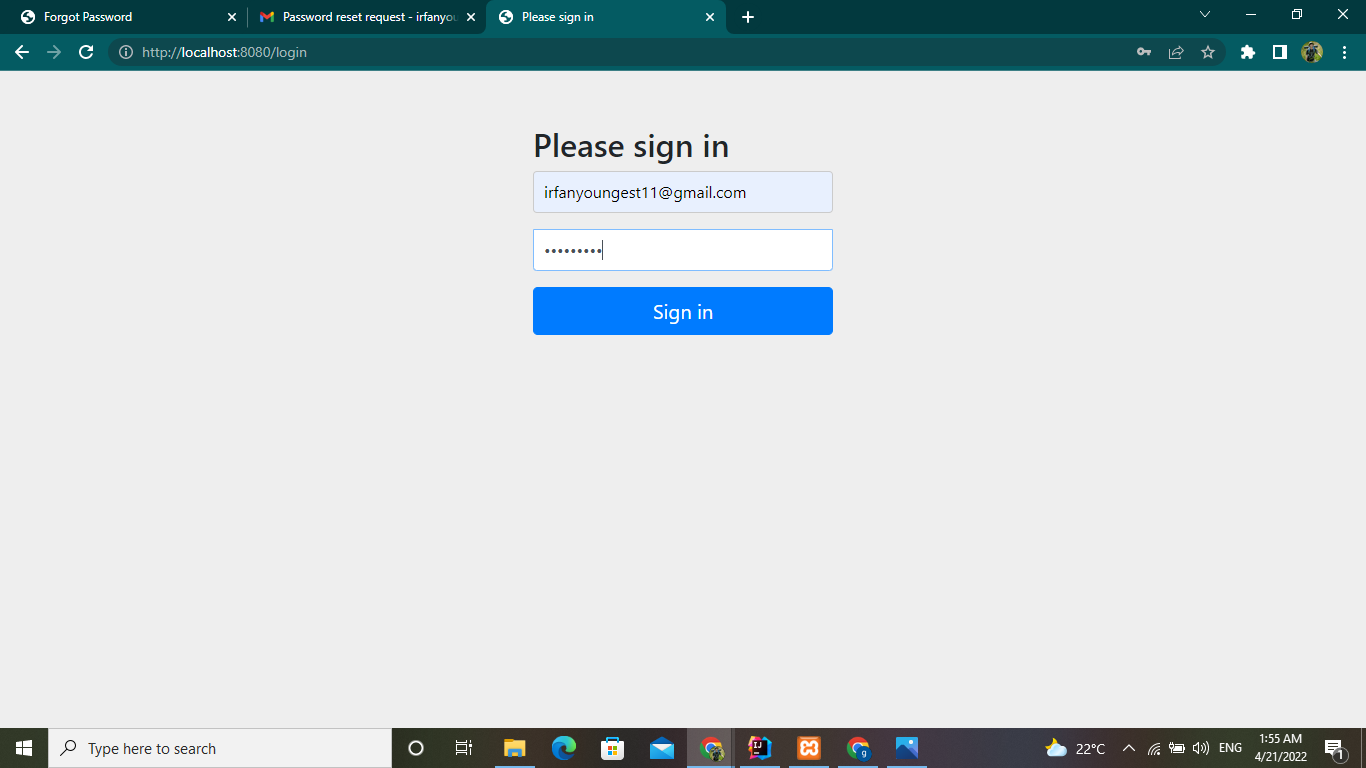 Forgot Password
Password reset request - irfanyou
Please sign in
http://localhost:8080/login
Please sign in
irfanyoungest11@gmail.com
•••••••••
Sign in
Type here to search
22°C
ENG
1:55 AM
4/21/2022
1